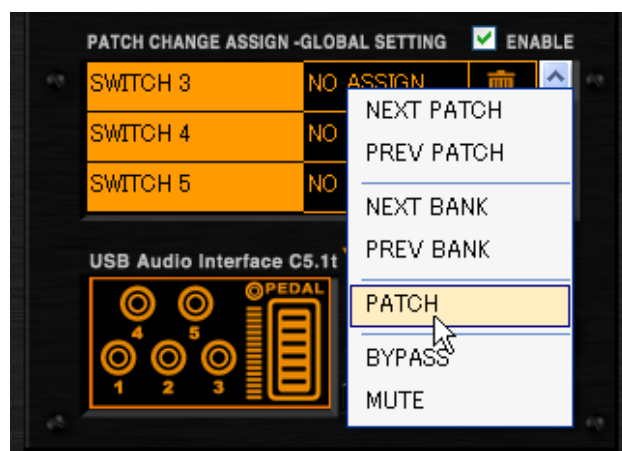 PATCH CHANGE ASSIGN -GLOBAL SETTING ENABLE
SWITCH 3 NO ASSIGN
SWITCH 4 NO
SWITCH 5 NO
NEXT PATCH
PREV PATCH
NEXT BANK
PREV BANK
PATCH
BYPASS
MUTE
USB Audio Interface C5.1t
PEDAL
4 5
1 2 3